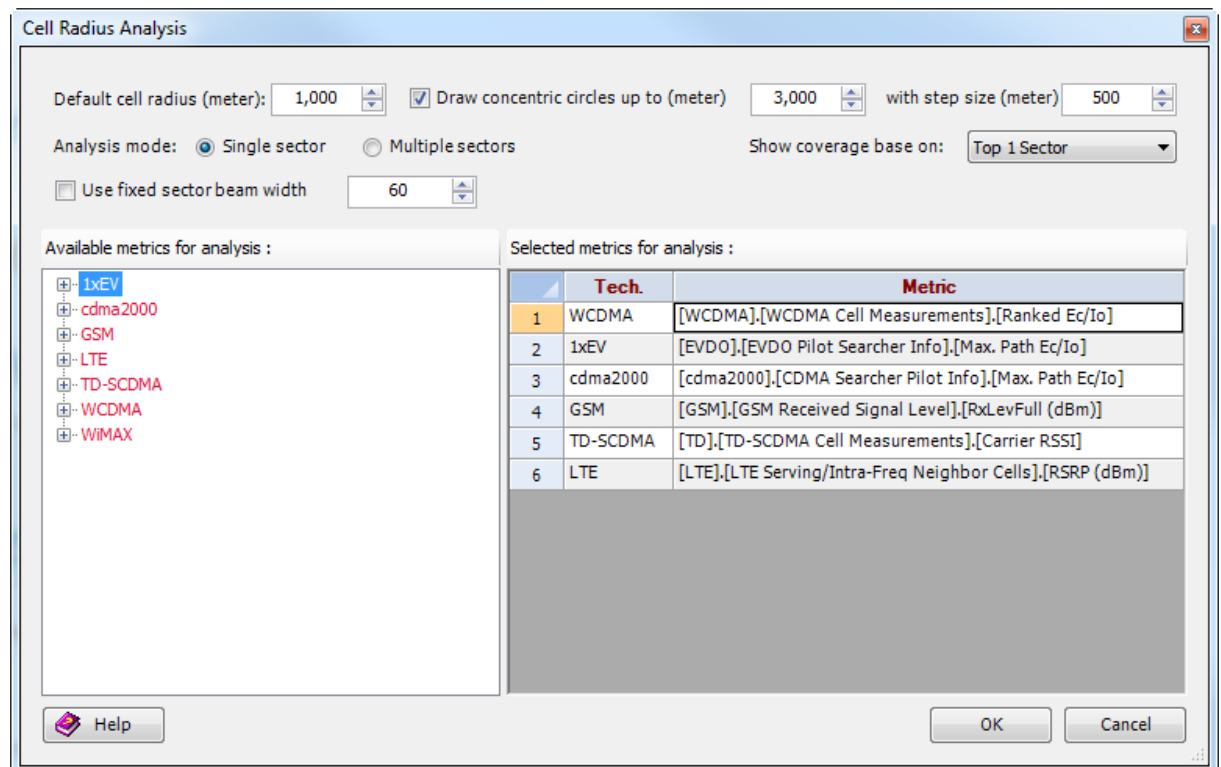 Cell Radius Analysis
Default cell radius (meter): 1,000 Draw concentric circles up to (meter) 3,000 with step size (meter) 500
Analysis mode: Single sector Multiple sectors Show coverage base on: Top 1 Sector
Use fixed sector beam width 60
Available metrics for analysis : Selected metrics for analysis :
1xEV
cdma2000
GSM
LTE
TD-SCDMA
WCDMA
WiMAX
Tech. Metric
1 WCDMA [WCDMA].[WCDMA Cell Measurements].[Ranked Ec/Io]
2 1xEV [EVDO].[EVDO Pilot Searcher Info].[Max. Path Ec/Io]
3 cdma2000 [cdma2000].[CDMA Searcher Pilot Info].[Max. Path Ec/Io]
4 GSM [GSM].[GSM Received Signal Level].[RxLevFull (dBm)]
5 TD-SCDMA [TD].[TD-SCDMA Cell Measurements].[Carrier RSSI]
6 LTE [LTE].[LTE Serving/Intra-Freq Neighbor Cells].[RSRP (dBm)]
Help OK Cancel